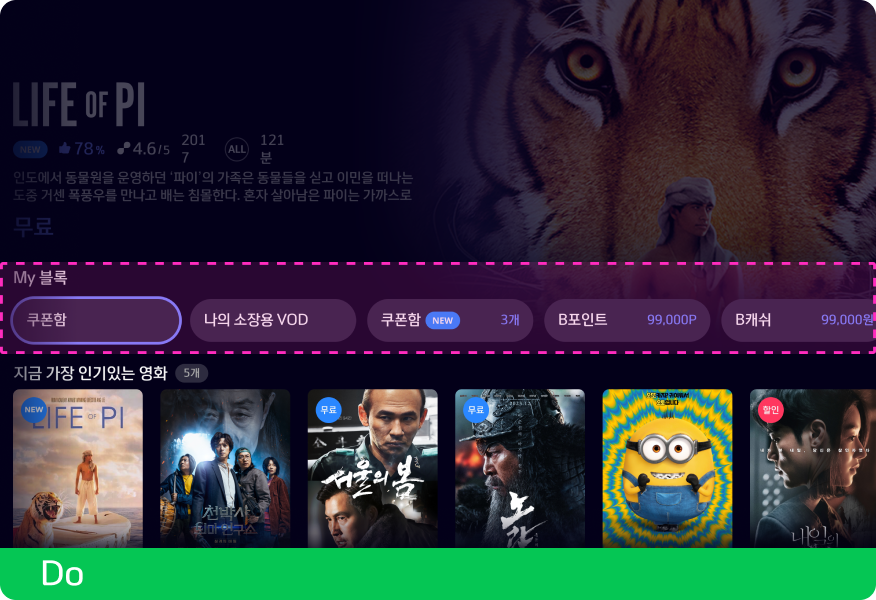 LIFE OF PI
NEW 78% 4.6/5 2017 ALL 121분
인도에서 동물원을 운영하던 '파이'의 가족은 동물들을 싣고 이민을 떠나는
도중 거센 폭풍우를 만나고 배는 침몰한다. 혼자 살아남은 파이는 가까스로
무료
My 블록
쿠폰함
나의 소장용 VOD
쿠폰함 NEW 3개
B포인트 99,000P
B캐쉬 99,000원
지금 가장 인기있는 영화 5개
NEW
LIFE OF PI
천박사
퇴마연구소
무료
서울의 봄
무료
노량
할인
내일의
Do